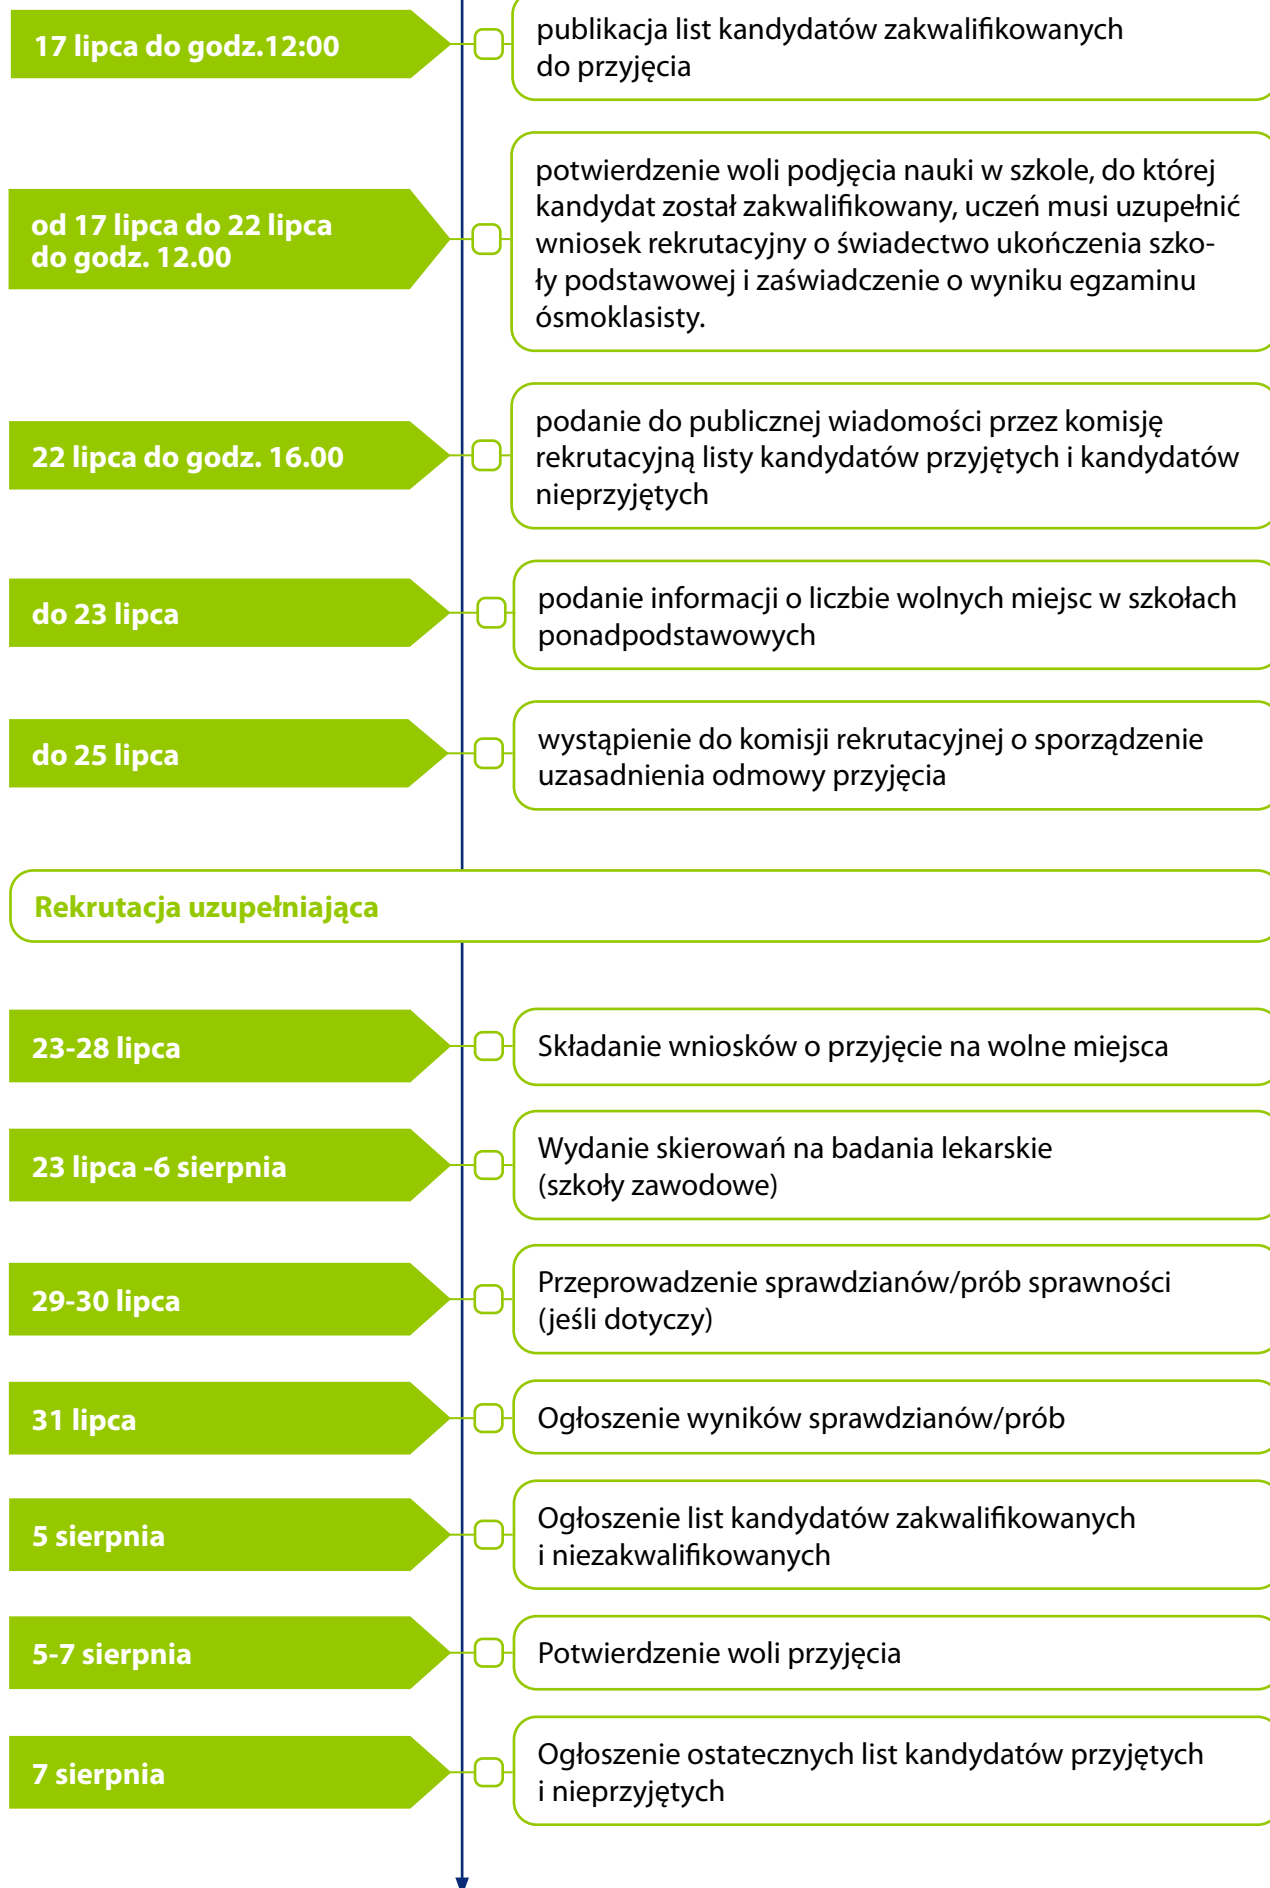 17 lipca do godz.12:00
publikacja list kandydatów zakwalifikowanych
do przyjęcia
od 17 lipca do 22 lipca
do godz. 12.00
potwierdzenie woli podjęcia nauki w szkole, do której
kandydat został zakwalifikowany, uczeń musi uzupełnić
wniosek rekrutacyjny o świadectwo ukończenia szko-
ły podstawowej i zaświadczenie o wyniku egzaminu
ósmoklasisty.
22 lipca do godz. 16.00
podanie do publicznej wiadomości przez komisję
rekrutacyjną listy kandydatów przyjętych i kandydatów
nieprzyjętych
do 23 lipca
podanie informacji o liczbie wolnych miejsc w szkołach
ponadpodstawowych
do 25 lipca
wystąpienie do komisji rekrutacyjnej o sporządzenie
uzasadnienia odmowy przyjęcia
Rekrutacja uzupełniająca
23-28 lipca
Składanie wniosków o przyjęcie na wolne miejsca
23 lipca -6 sierpnia
Wydanie skierowań na badania lekarskie
(szkoły zawodowe)
29-30 lipca
Przeprowadzenie sprawdzianów/prób sprawności
(jeśli dotyczy)
31 lipca
Ogłoszenie wyników sprawdzianów/prób
5 sierpnia
Ogłoszenie list kandydatów zakwalifikowanych
i niezakwalifikowanych
5-7 sierpnia
Potwierdzenie woli przyjęcia
7 sierpnia
Ogłoszenie ostatecznych list kandydatów przyjętych
i nieprzyjętych